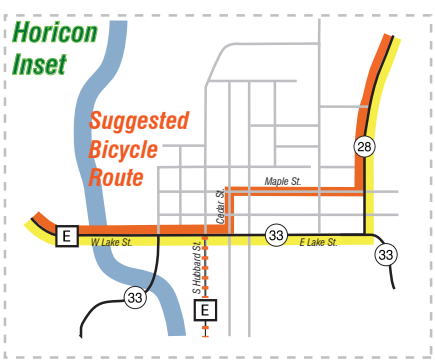 Horicon
Inset
Suggested
Bicycle
Route
28
Maple St.
Cedar St.
E
W Lake St.
S Hubbard St.
33
E Lake St.
33
33
E